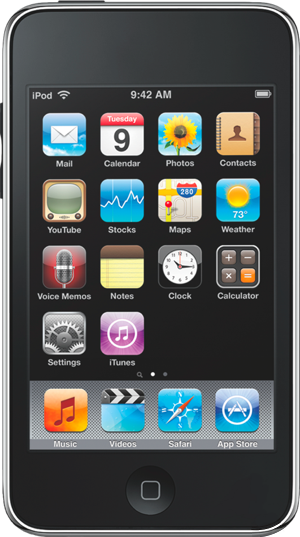 iPod 9:42 AM
Tuesday
9
280
Mail Calendar Photos Contacts
73°
YouTube Stocks Maps Weather
Voice Memos Notes Clock Calculator
Settings iTunes
Music Videos Safari App Store